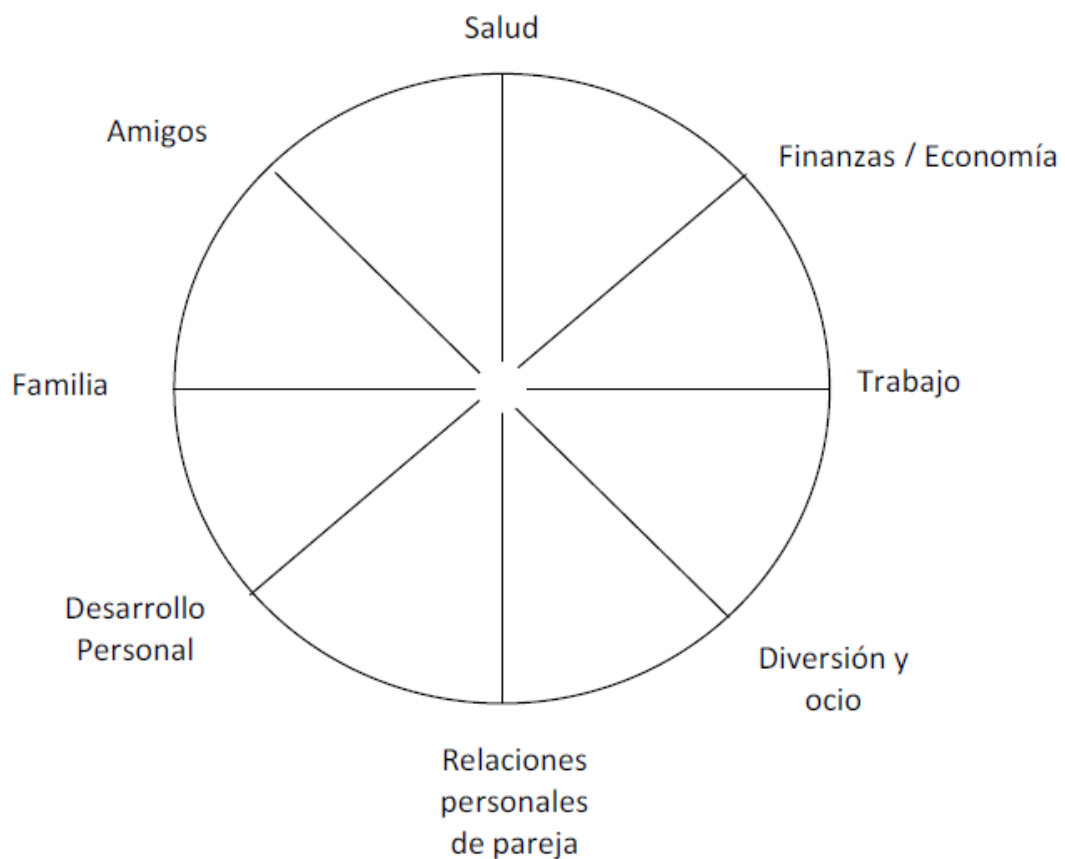 Salud
Amigos
Finanzas / Economía
Familia
Trabajo
Desarrollo
Personal
Diversión y
ocio
Relaciones
personales
de pareja